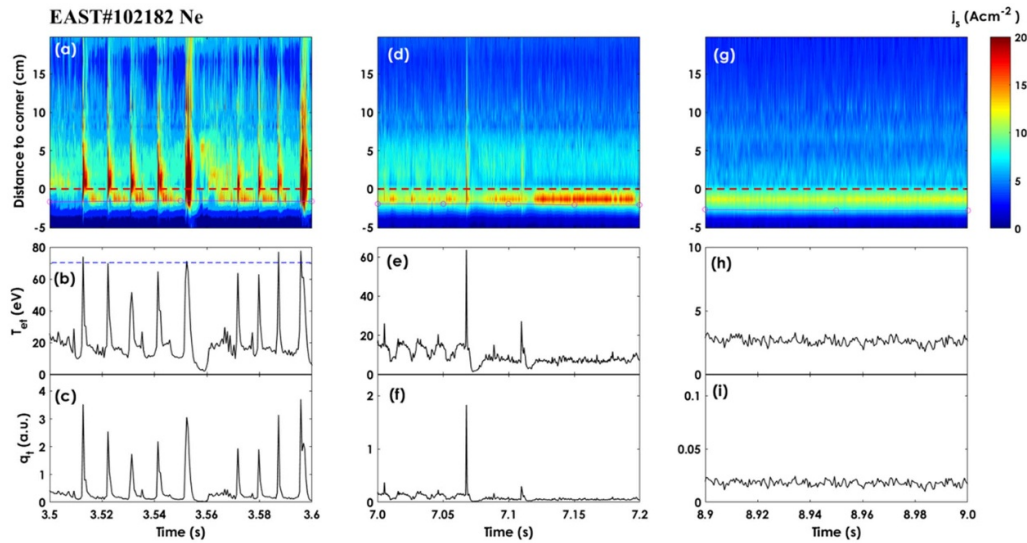 EAST#102182 Ne
j_s (Acm^-2)
(a)
(d)
(g)
Distance to corner (cm)
15
10
5
0
-5
15
10
5
0
-5
15
10
5
0
-5
20
15
10
5
0
(b)
(e)
(h)
T_et (eV)
80
60
40
20
0
60
40
20
0
10
5
0
(c)
(f)
(i)
q_t (a.u.)
4
3
2
1
0
2
1
0
0.1
0.05
0
3.5 3.52 3.54 3.56 3.58 3.6
7.0 7.05 7.1 7.15 7.2
8.9 8.92 8.94 8.96 8.98 9.0
Time (s)
Time (s)
Time (s)